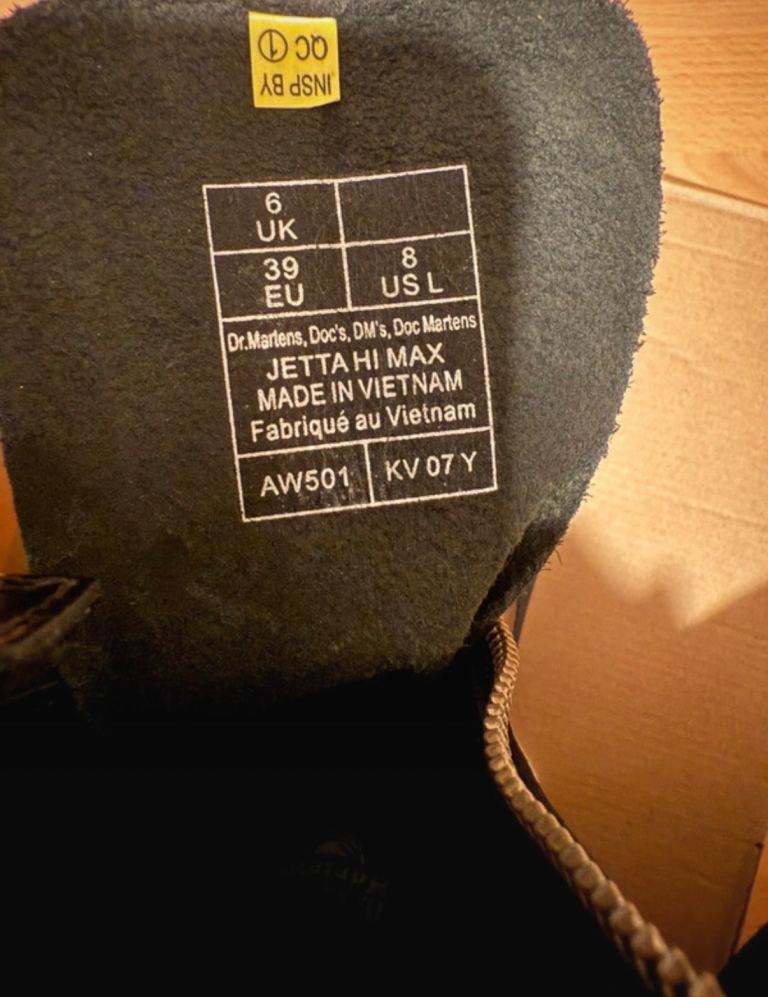 INSP BY
QC 1
6
UK
39
EU
8
US L
Dr.Martens, Doc's, DM's, Doc Martens
JETTA HI MAX
MADE IN VIETNAM
Fabriqué au Vietnam
AW501
KV 07 Y